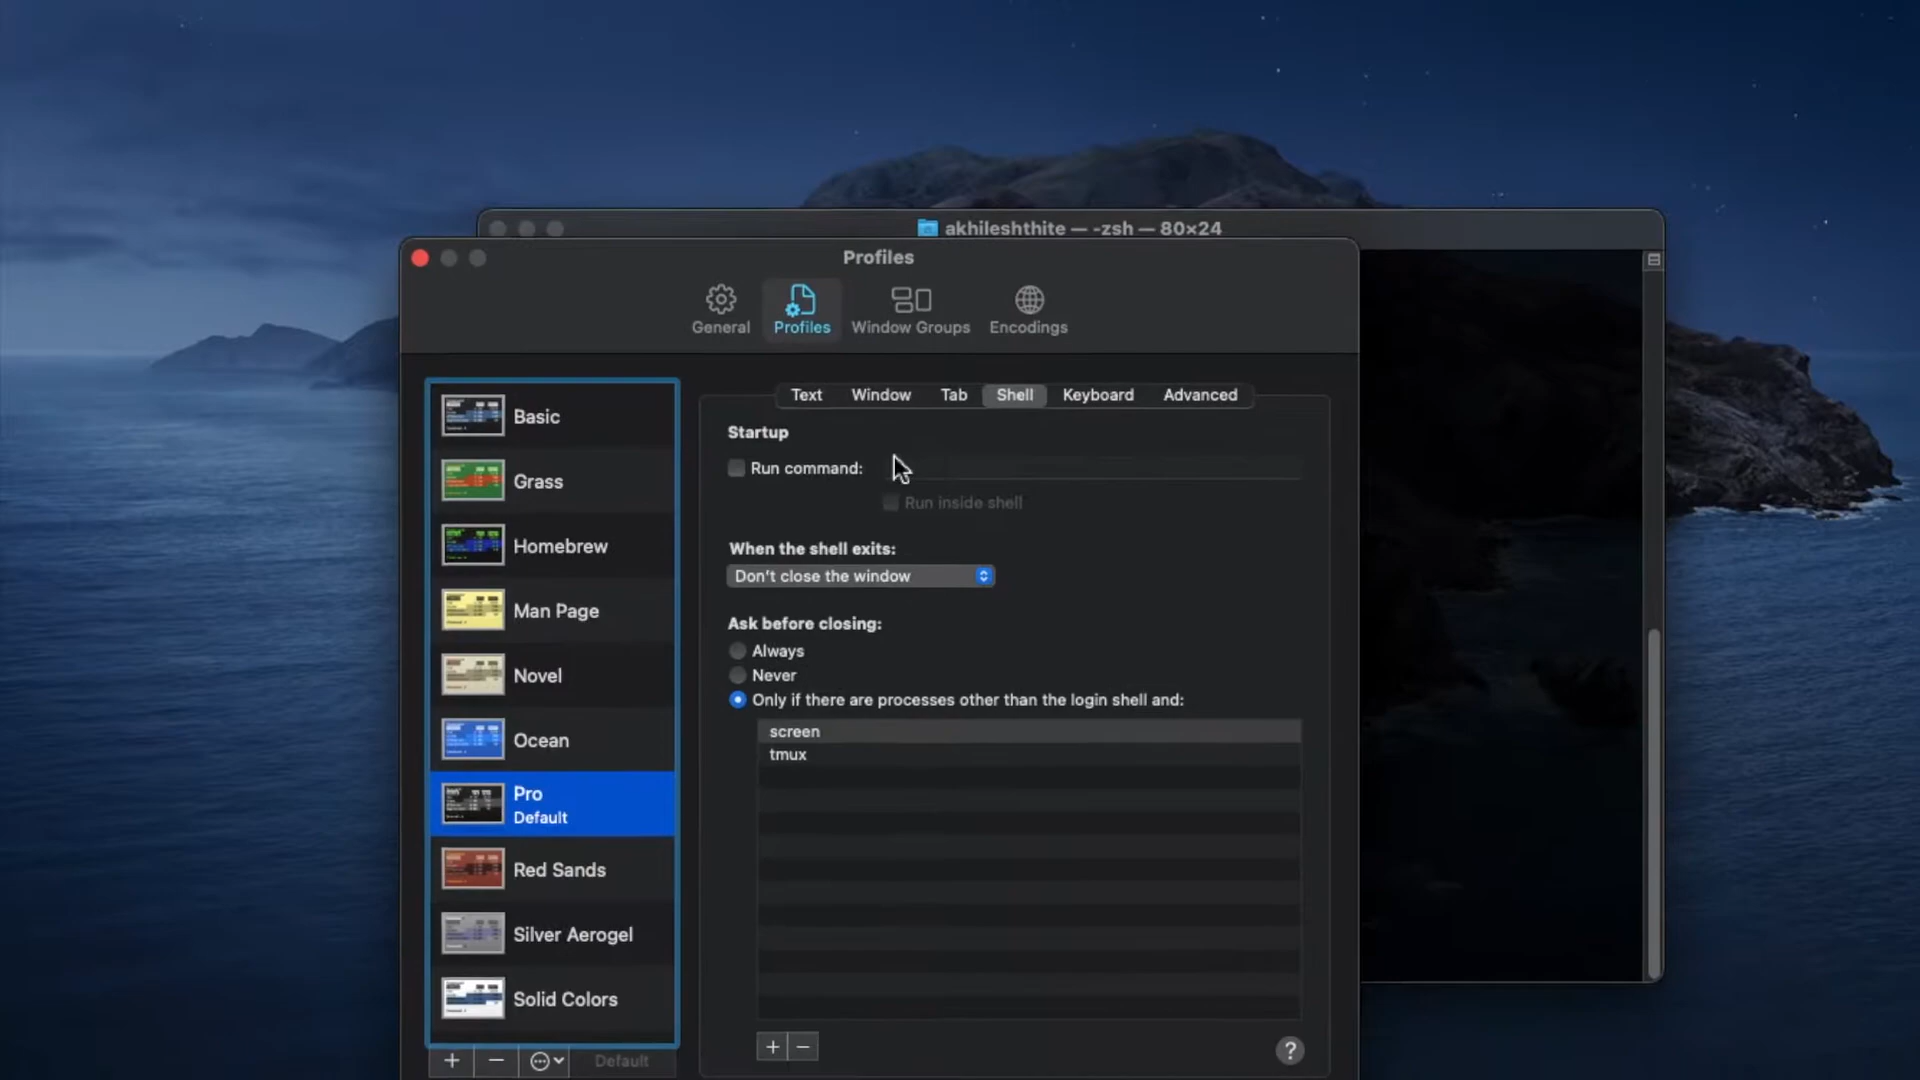 akhileshthite — -zsh — 80×24
Profiles
General
Profiles
Window Groups
Encodings
Basic
Grass
Homebrew
Man Page
Novel
Ocean
Pro
Default
Red Sands
Silver Aerogel
Solid Colors
Default
Text
Window
Tab
Shell
Keyboard
Advanced
Startup
Run command:
Run inside shell
When the shell exits:
Don't close the window
Ask before closing:
Always
Never
Only if there are processes other than the login shell and:
screen
tmux